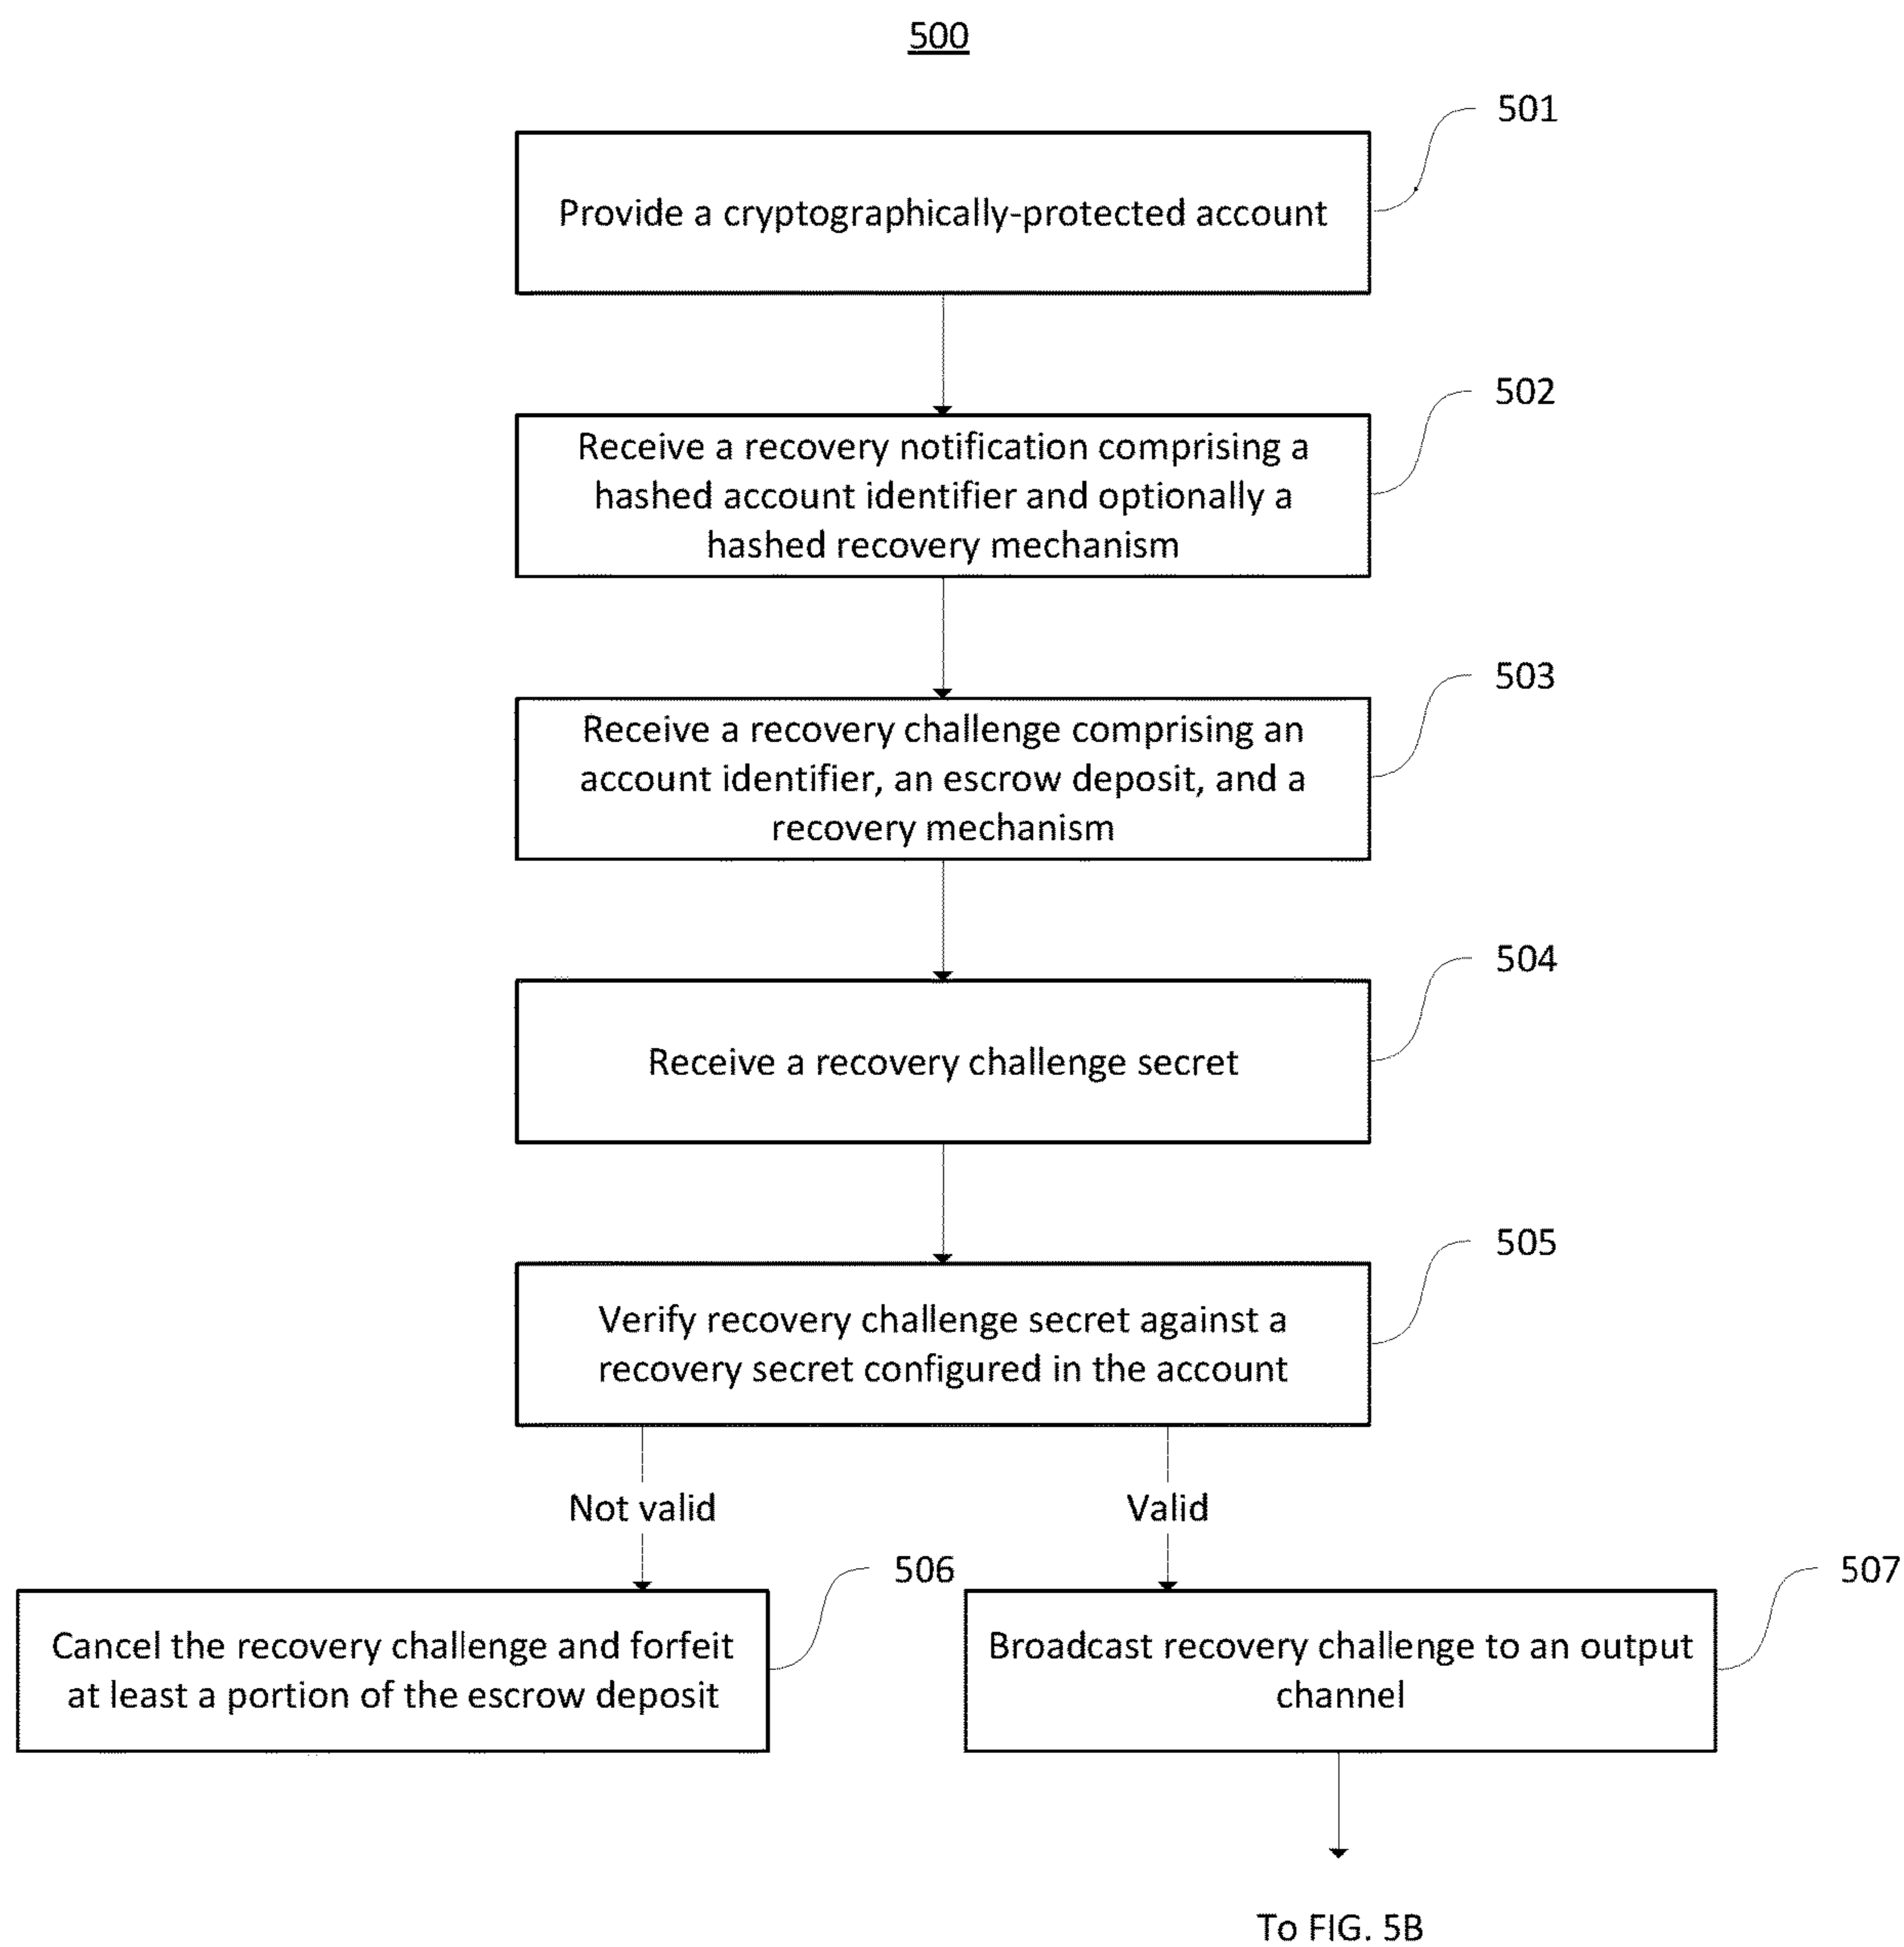 500
501
Provide a cryptographically-protected account
502
Receive a recovery notification comprising a
hashed account identifier and optionally a
hashed recovery mechanism
503
Receive a recovery challenge comprising an
account identifier, an escrow deposit, and a
recovery mechanism
504
Receive a recovery challenge secret
505
Verify recovery challenge secret against a
recovery secret configured in the account
Not valid
Valid
506
507
Cancel the recovery challenge and forfeit
at least a portion of the escrow deposit
Broadcast recovery challenge to an output
channel
To FIG. 5B